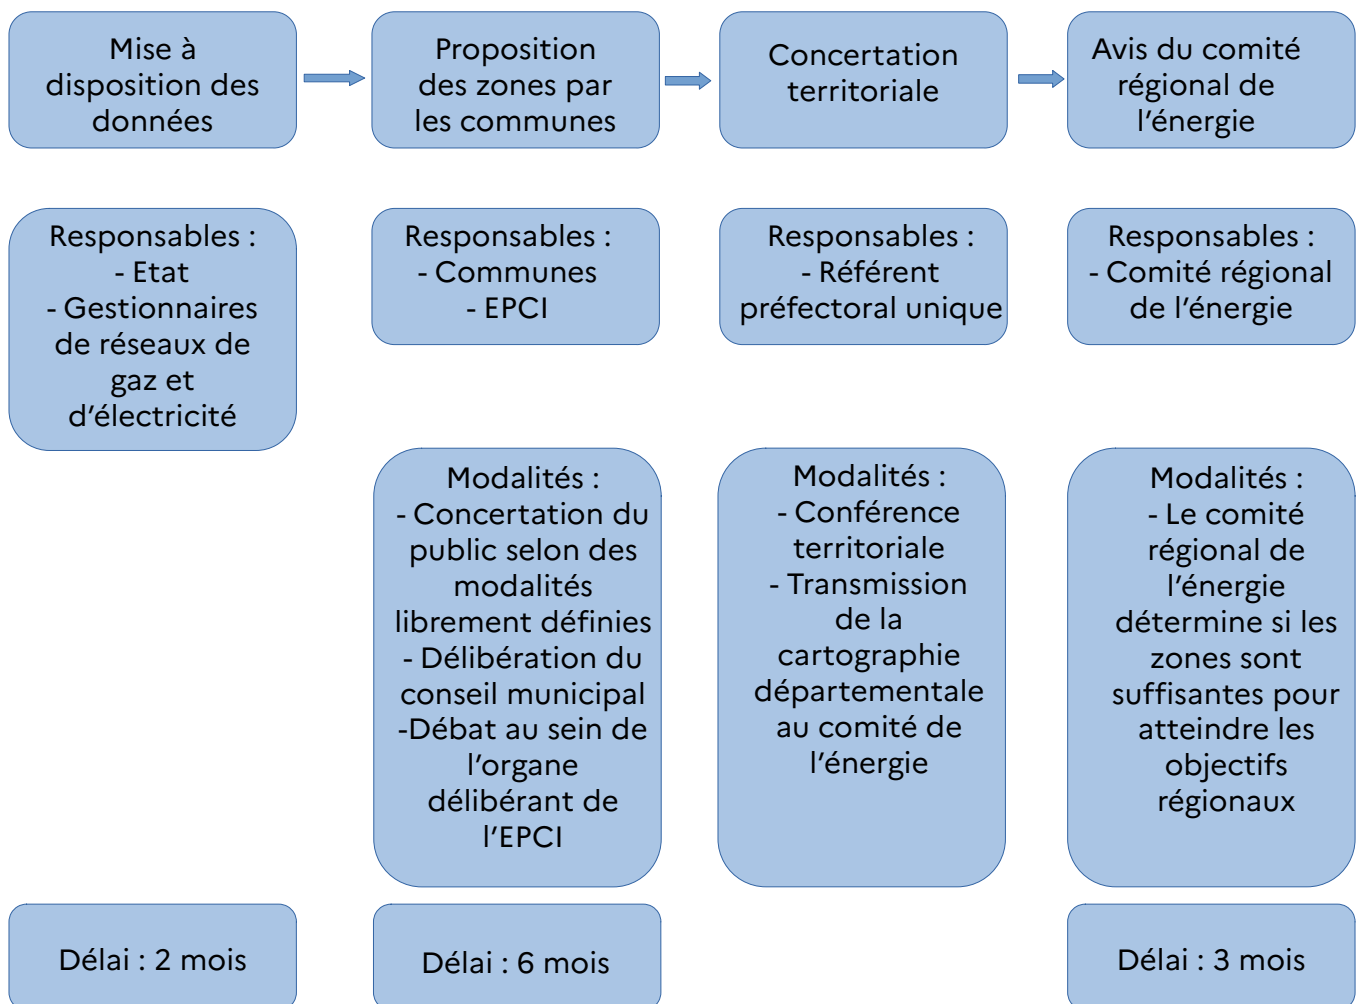 Mise à
disposition des
données
Proposition
des zones par
les communes
Concertation
territoriale
Avis du comité
régional de
l'énergie
Responsables :
- Etat
- Gestionnaires
de réseaux de
gaz et
d'électricité
Responsables :
- Communes
- EPCI
Responsables :
- Référent
préfectoral unique
Responsables :
- Comité régional
de l'énergie
Modalités :
- Concertation du
public selon des
modalités
librement définies
- Délibération du
conseil municipal
-Débat au sein de
l'organe
délibérant de
l'EPCI
Modalités :
- Conférence
territoriale
- Transmission
de la
cartographie
départementale
au comité de
l'énergie
Modalités :
- Le comité
régional de
l'énergie
détermine si les
zones sont
suffisantes pour
atteindre les
objectifs
régionaux
Délai : 2 mois
Délai : 6 mois
Délai : 3 mois